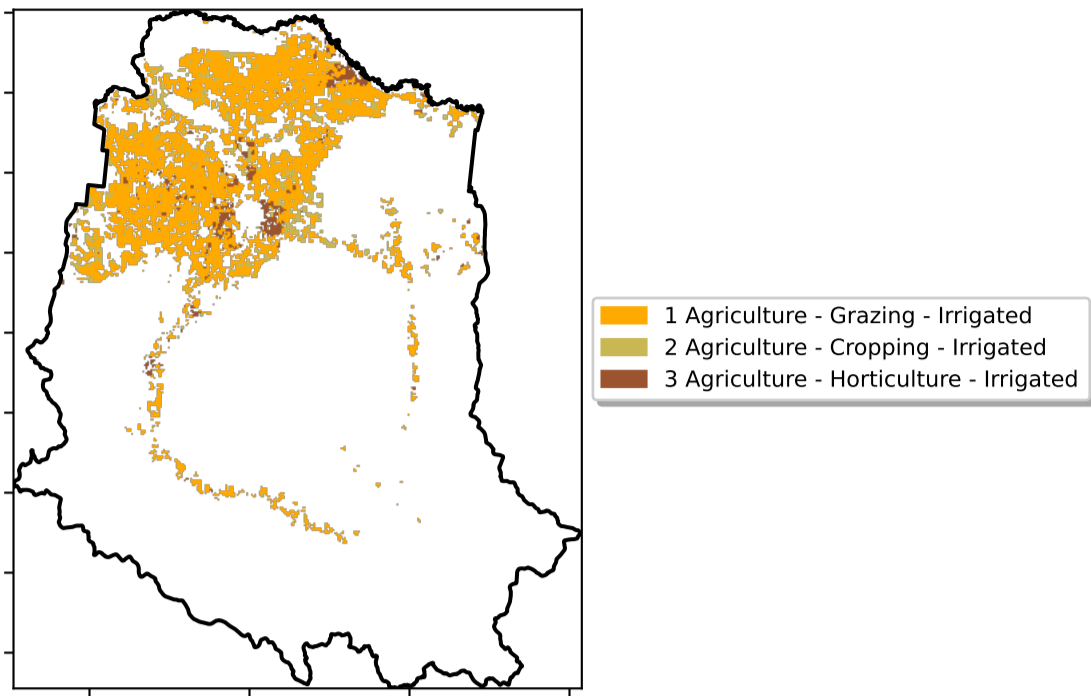 1 Agriculture - Grazing - Irrigated
2 Agriculture - Cropping - Irrigated
3 Agriculture - Horticulture - Irrigated